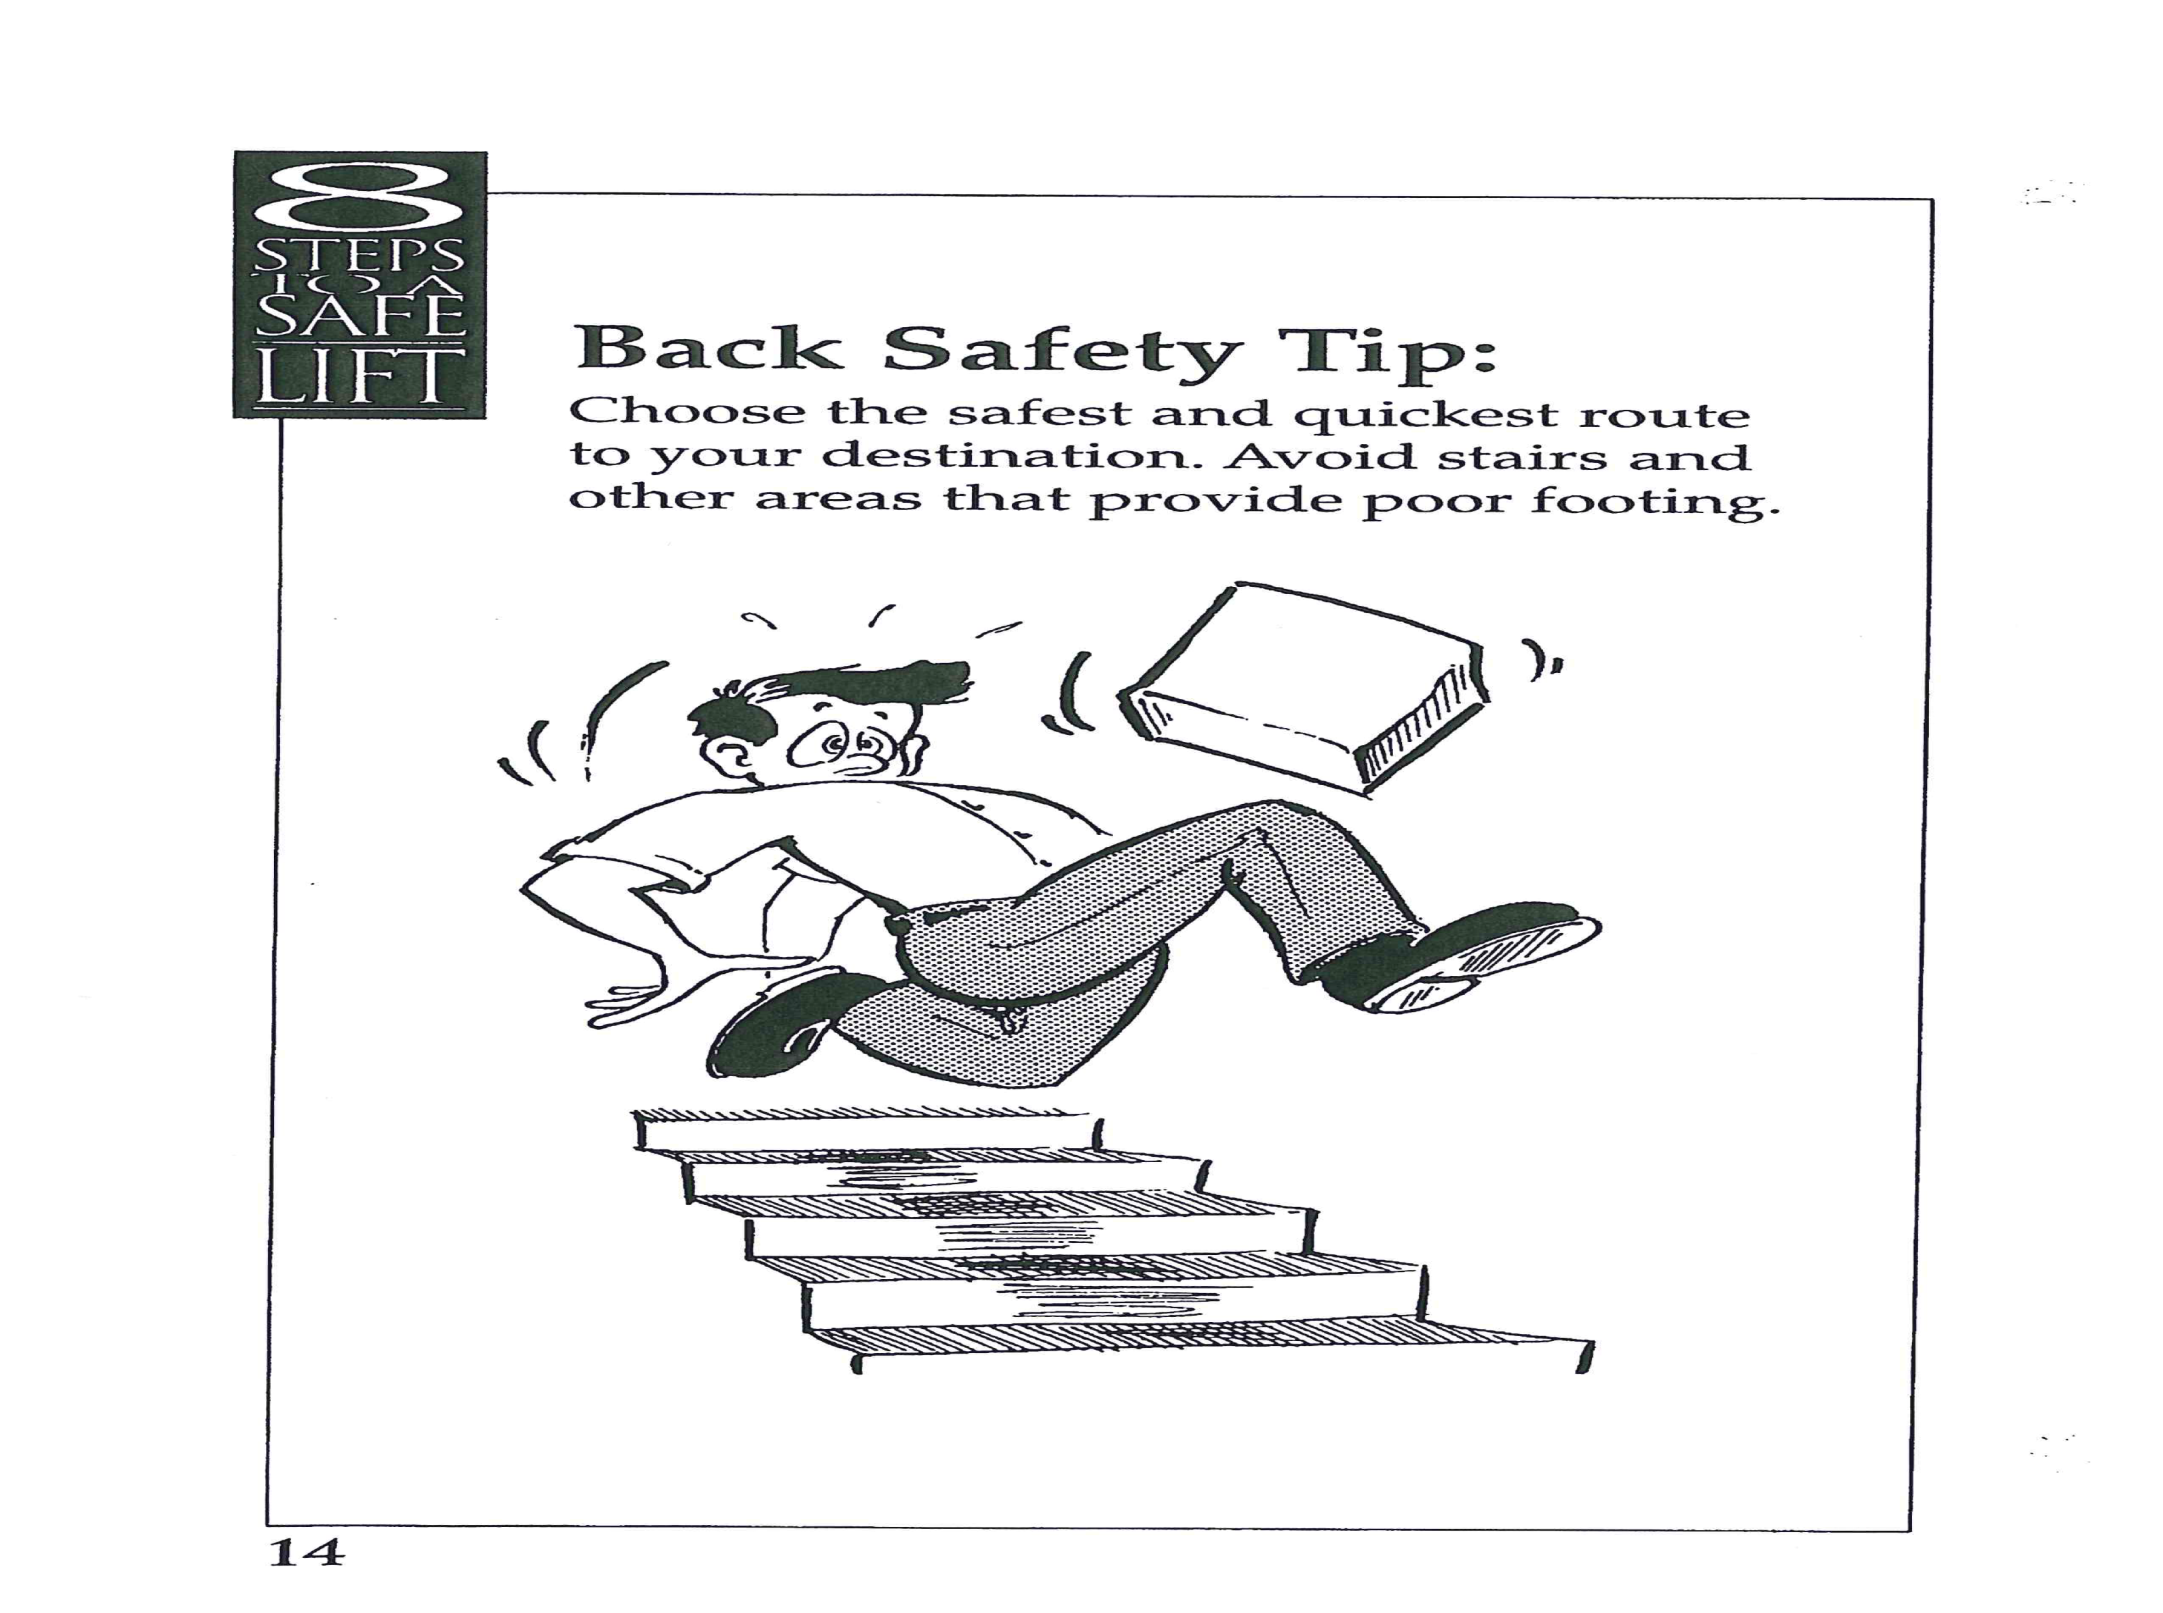 8
STEPS
TO A
SAFE
LIFT
Back Safety Tip:
Choose the safest and quickest route
to your destination. Avoid stairs and
other areas that provide poor footing.
14